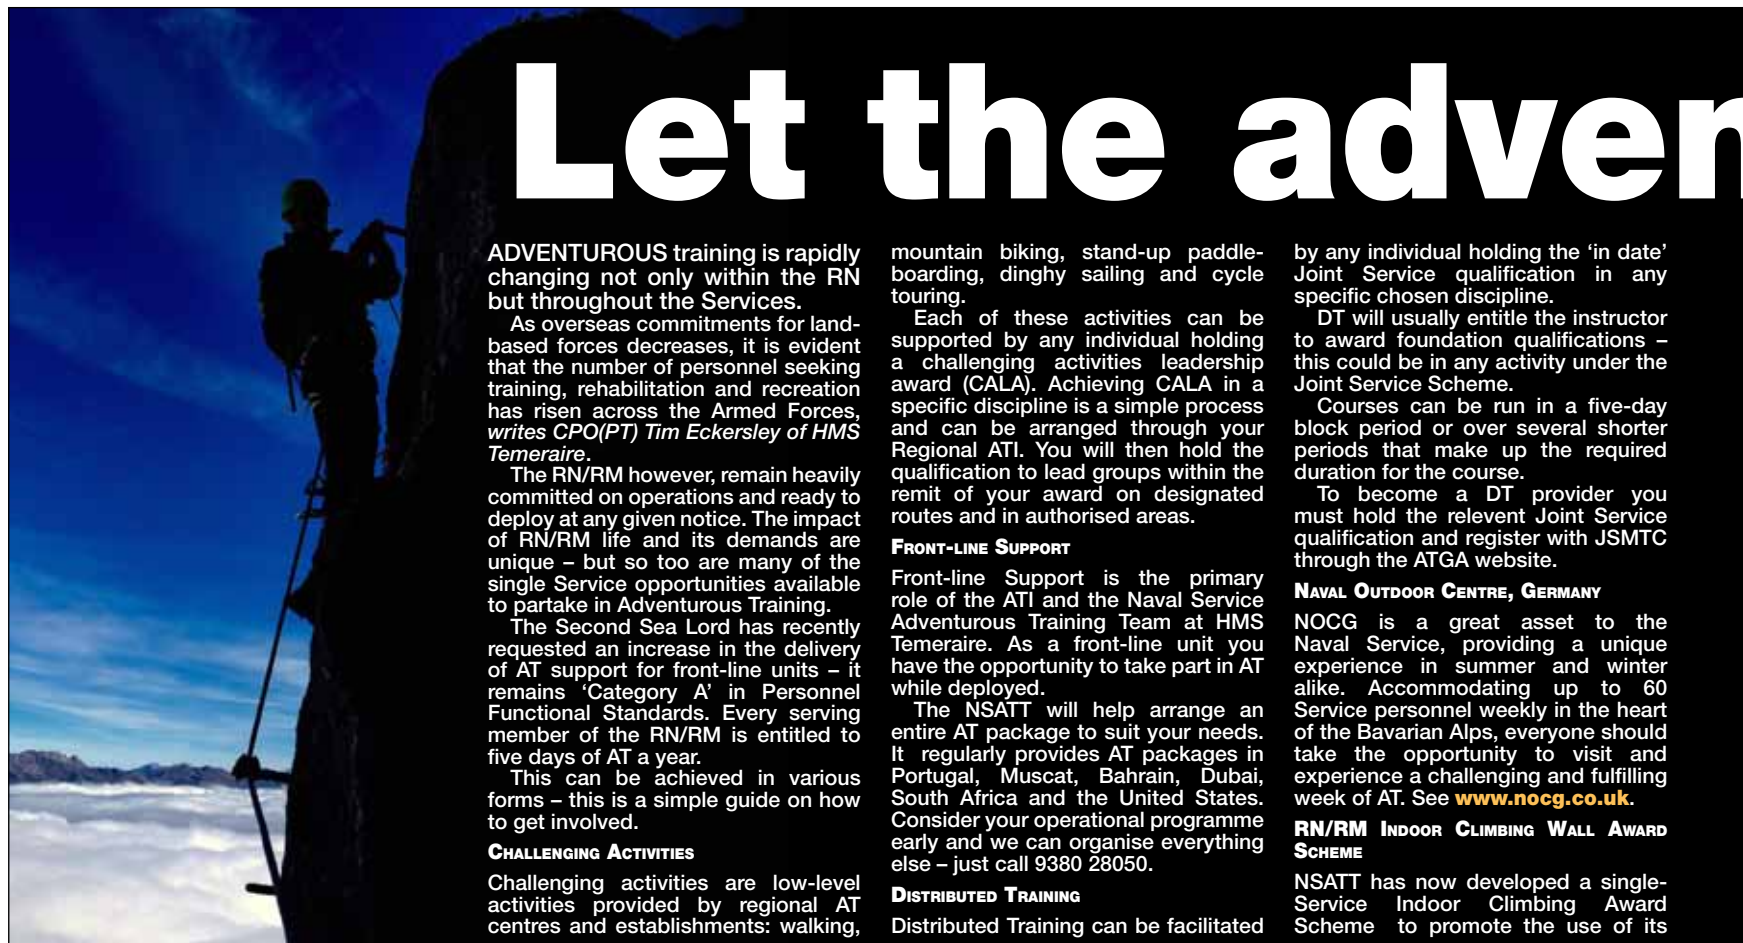 Let the adven
ADVENTUROUS training is rapidly
changing not only within the RN
but throughout the Services.
As overseas commitments for land-
based forces decreases, it is evident
that the number of personnel seeking
training, rehabilitation and recreation
has risen across the Armed Forces,
writes CPO(PT) Tim Eckersley of HMS
Temeraire.
The RN/RM however, remain heavily
committed on operations and ready to
deploy at any given notice. The impact
of RN/RM life and its demands are
unique – but so too are many of the
single Service opportunities available
to partake in Adventurous Training.
The Second Sea Lord has recently
requested an increase in the delivery
of AT support for front-line units – it
remains ‘Category A’ in Personnel
Functional Standards. Every serving
member of the RN/RM is entitled to
five days of AT a year.
This can be achieved in various
forms – this is a simple guide on how
to get involved.
CHALLENGING ACTIVITIES
Challenging activities are low-level
activities provided by regional AT
centres and establishments: walking,
mountain biking, stand-up paddle-
boarding, dinghy sailing and cycle
touring.
Each of these activities can be
supported by any individual holding
a challenging activities leadership
award (CALA). Achieving CALA in a
specific discipline is a simple process
and can be arranged through your
Regional ATI. You will then hold the
qualification to lead groups within the
remit of your award on designated
routes and in authorised areas.
FRONT-LINE SUPPORT
Front-line Support is the primary
role of the ATI and the Naval Service
Adventurous Training Team at HMS
Temeraire. As a front-line unit you
have the opportunity to take part in AT
while deployed.
The NSATT will help arrange an
entire AT package to suit your needs.
It regularly provides AT packages in
Portugal, Muscat, Bahrain, Dubai,
South Africa and the United States.
Consider your operational programme
early and we can organise everything
else – just call 9380 28050.
DISTRIBUTED TRAINING
Distributed Training can be facilitated
by any individual holding the ‘in date’
Joint Service qualification in any
specific chosen discipline.
DT will usually entitle the instructor
to award foundation qualifications –
this could be in any activity under the
Joint Service Scheme.
Courses can be run in a five-day
block period or over several shorter
periods that make up the required
duration for the course.
To become a DT provider you
must hold the relevent Joint Service
qualification and register with JSMTC
through the ATGA website.
NAVAL OUTDOOR CENTRE, GERMANY
NOCG is a great asset to the
Naval Service, providing a unique
experience in summer and winter
alike. Accommodating up to 60
Service personnel weekly in the heart
of the Bavarian Alps, everyone should
take the opportunity to visit and
experience a challenging and fulfilling
week of AT. See www.nocg.co.uk.
RN/RM INDOOR CLIMBING WALL AWARD
SCHEME
NSATT has now developed a single-
Service Indoor Climbing Award
Scheme to promote the use of its